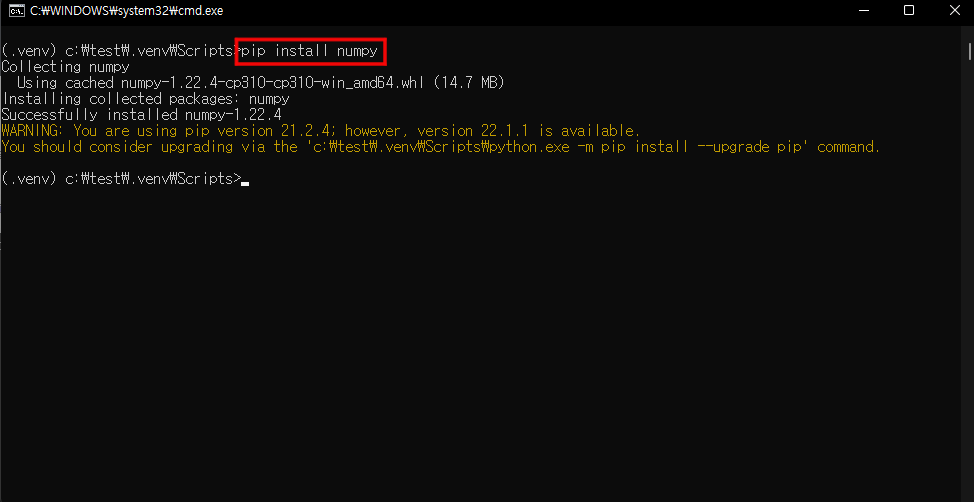 C:₩WINDOWS₩system32₩cmd.exe
(.venv) c:₩test₩.venv₩Scripts>pip install numpy
Collecting numpy
  Using cached numpy-1.22.4-cp310-cp310-win_amd64.whl (14.7 MB)
Installing collected packages: numpy
Successfully installed numpy-1.22.4
WARNING: You are using pip version 21.2.4; however, version 22.1.1 is available.
You should consider upgrading via the 'c:₩test₩.venv₩Scripts₩python.exe -m pip install --upgrade pip' command.
(.venv) c:₩test₩.venv₩Scripts>